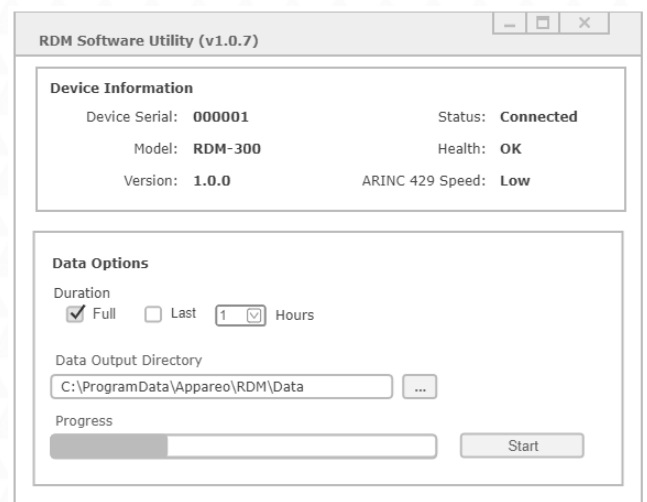 RDM Software Utility (v1.0.7)
Device Information
Device Serial: 000001 Status: Connected
Model: RDM-300 Health: OK
Version: 1.0.0 ARINC 429 Speed: Low
Data Options
Duration
Full Last 1 Hours
Data Output Directory
C:\ProgramData\Appareo\RDM\Data ...
Progress
Start